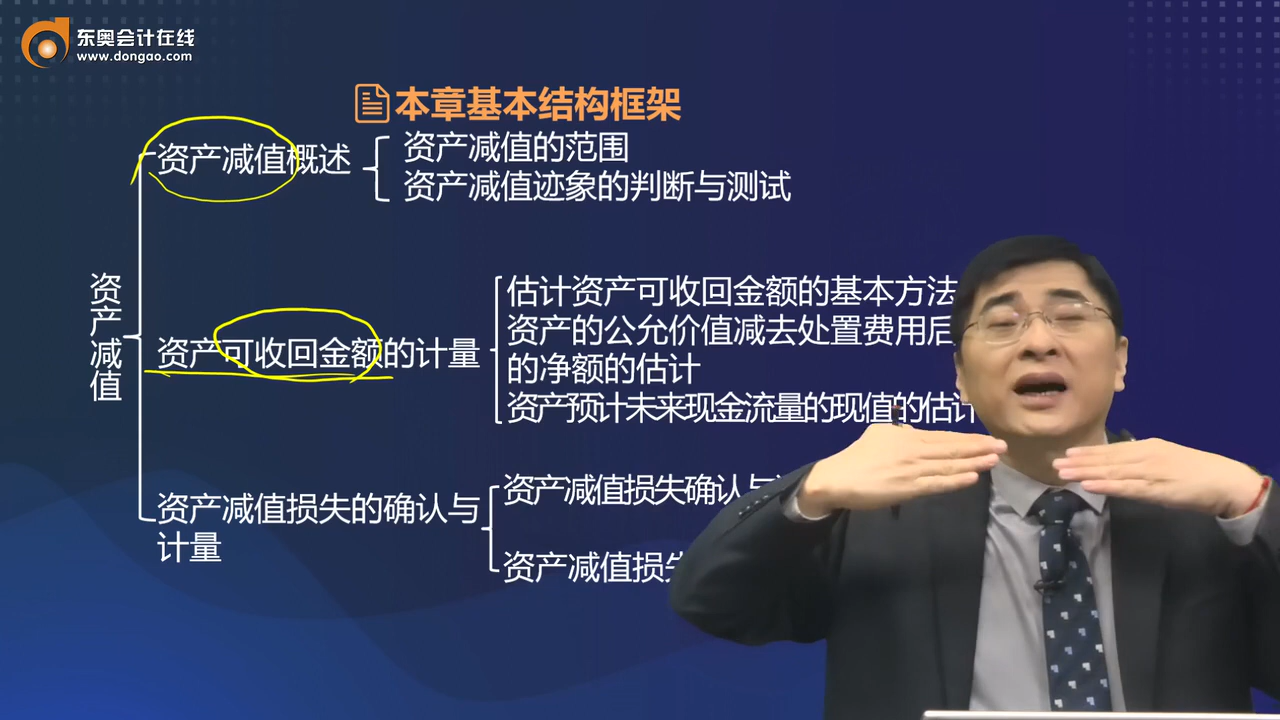 东奥会计在线
www.dongao.com
本章基本结构框架
资产减值
资产减值概述
资产减值的范围
资产减值迹象的判断与测试
资产可收回金额的计量
估计资产可收回金额的基本方法
资产的公允价值减去处置费用后
的净额的估计
资产预计未来现金流量的现值的估计
资产减值损失的确认与
计量
资产减值损失确认与
资产减值损失